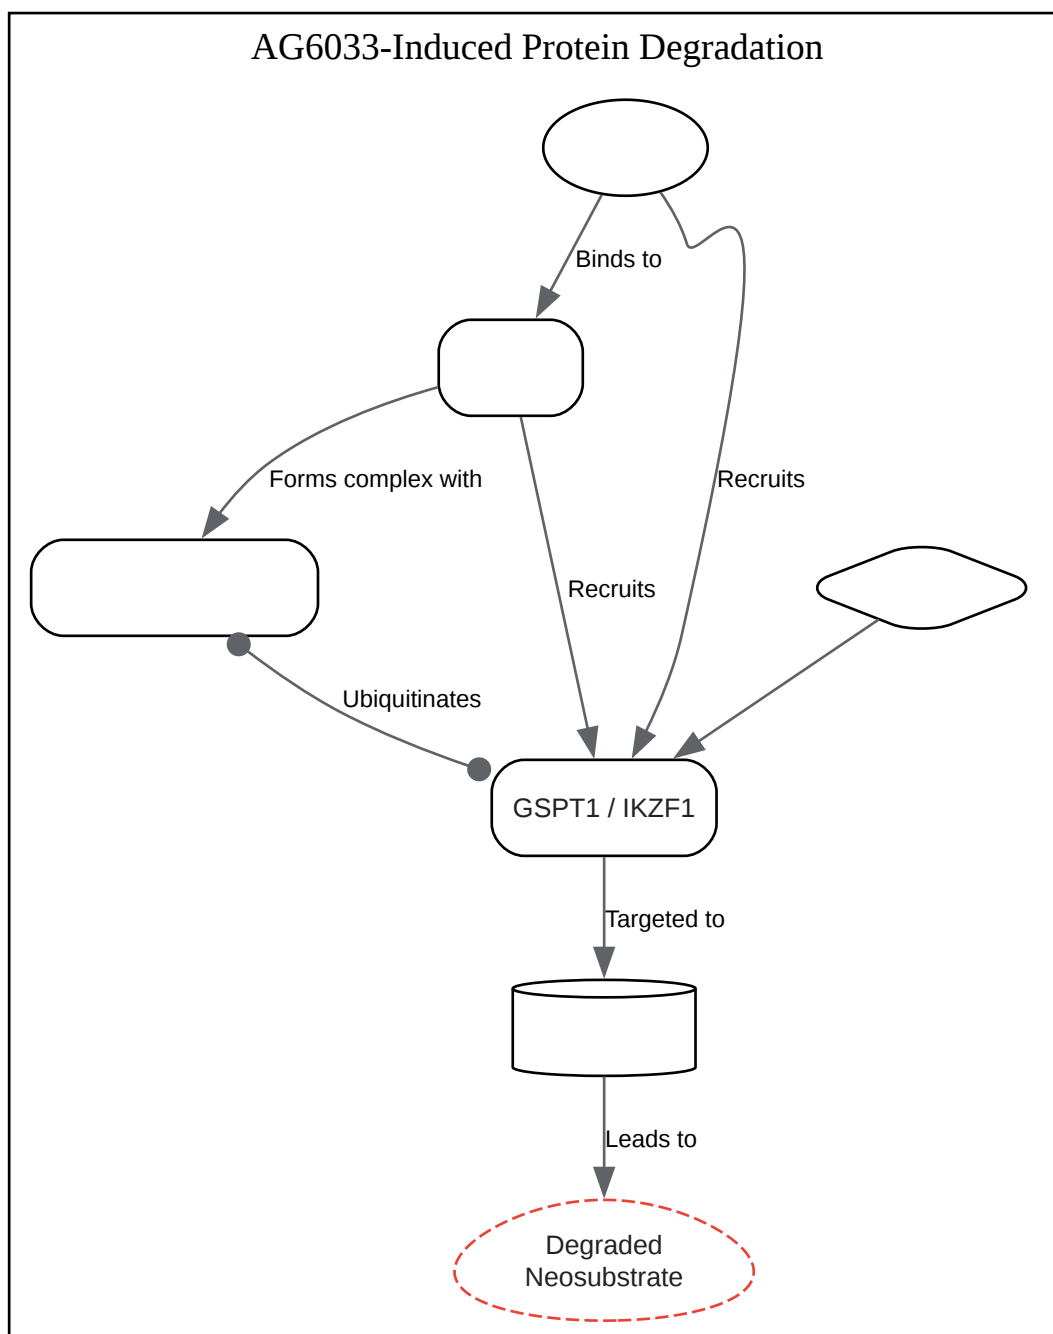 AG6033-Induced Protein Degradation
Binds to
Forms complex with
Recruits
Recruits
Ubiquitinates
GSPT1 / IKZF1
Targeted to
Leads to
Degraded
Neosubstrate